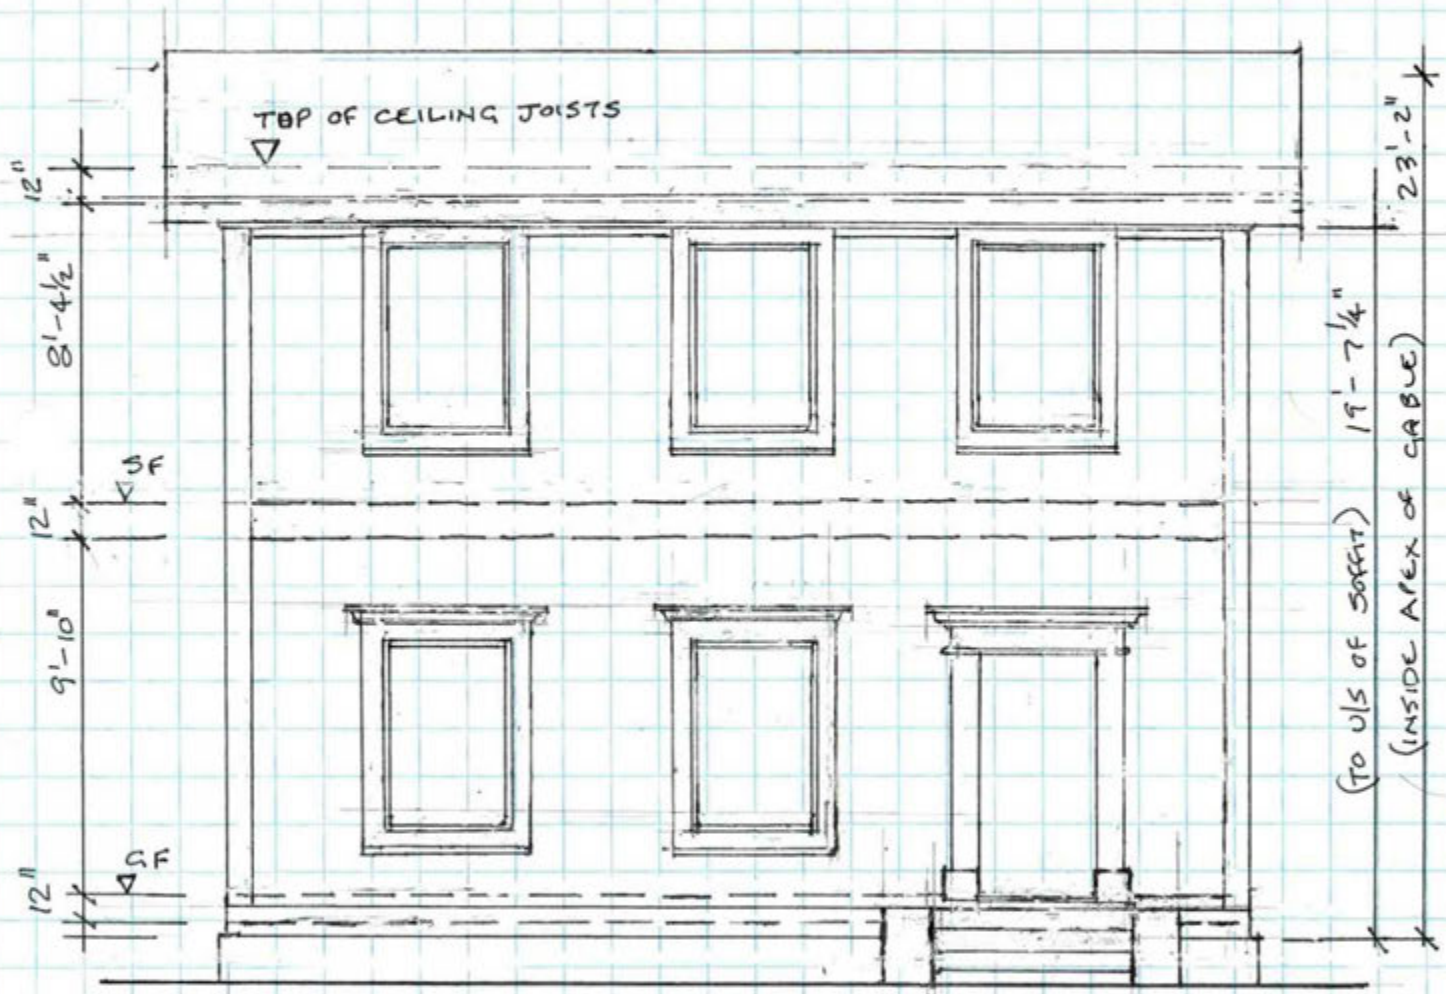 TOP OF CEILING JOISTS
12"
8'-4½"
SF
12"
9'-10"
GF
12"
(TO U/S OF SOFFIT) 19'-7¼"
(INSIDE APEX OF GABLE)
23'-2"